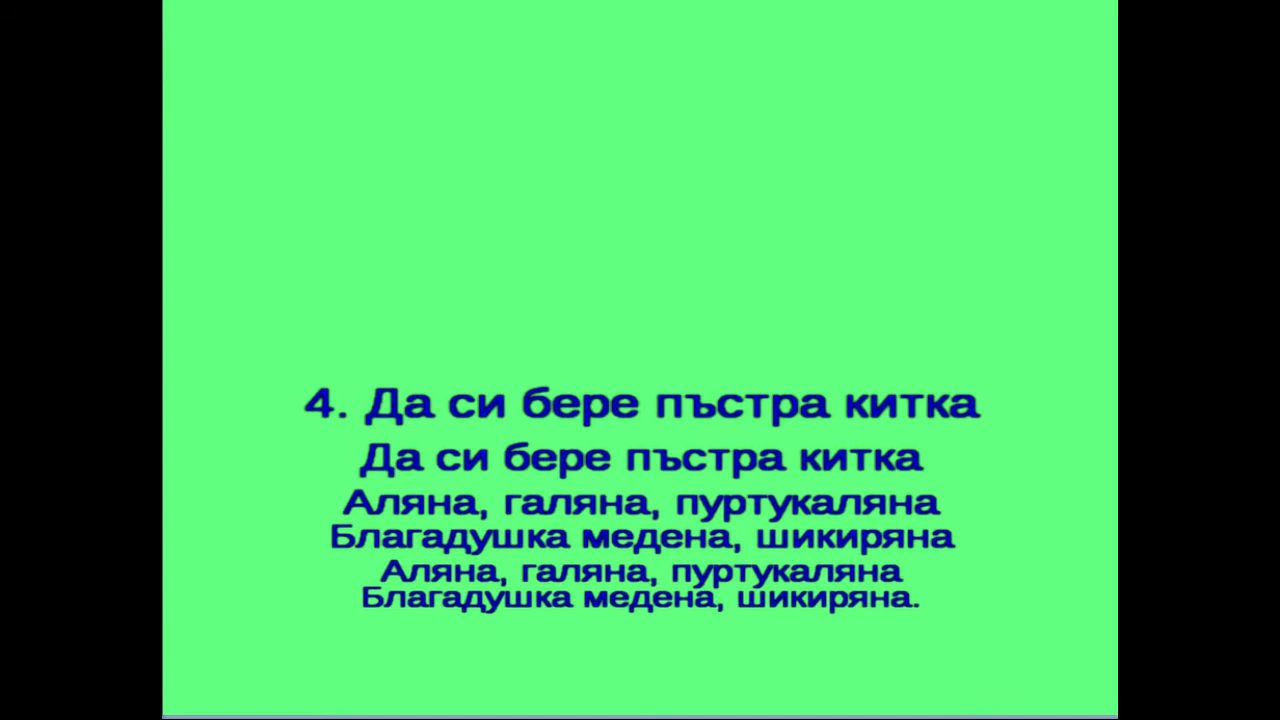 4. Да си бере пъстра китка
Да си бере пъстра китка
Аляна, галяна, пуртукаляна
Благадушка медена, шикиряна
Аляна, галяна, пуртукаляна
Благадушка медена, шикиряна.